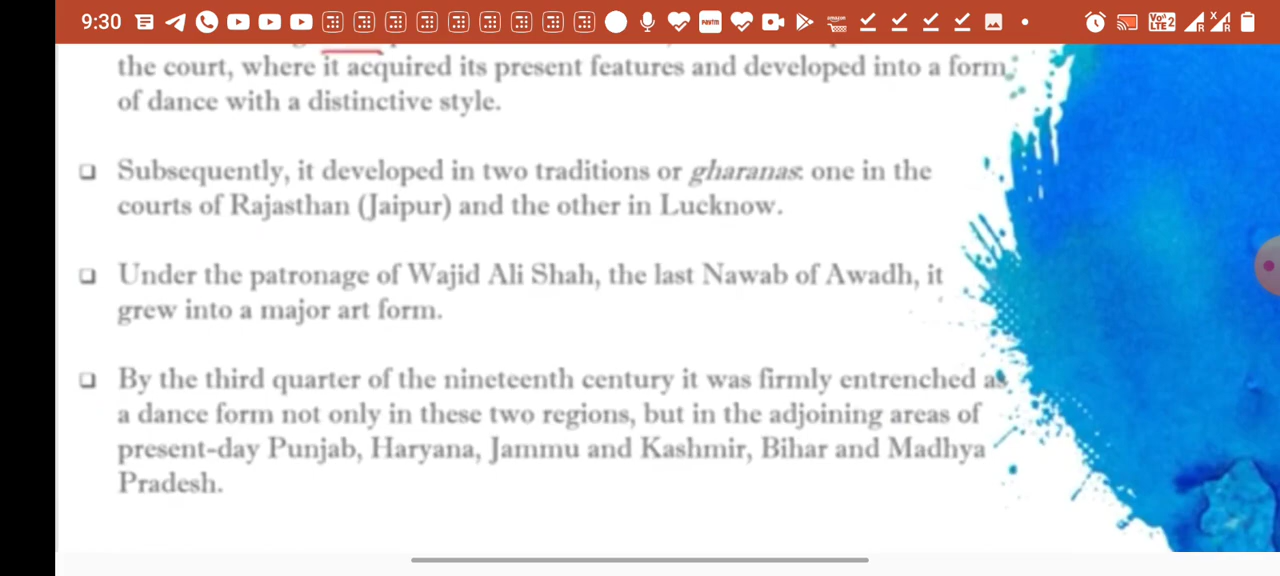 9:30
the court, where it acquired its present features and developed into a form
of dance with a distinctive style.
❑ Subsequently, it developed in two traditions or gharanas: one in the
courts of Rajasthan (Jaipur) and the other in Lucknow.
❑ Under the patronage of Wajid Ali Shah, the last Nawab of Awadh, it
grew into a major art form.
❑ By the third quarter of the nineteenth century it was firmly entrenched as
a dance form not only in these two regions, but in the adjoining areas of
present-day Punjab, Haryana, Jammu and Kashmir, Bihar and Madhya
Pradesh.